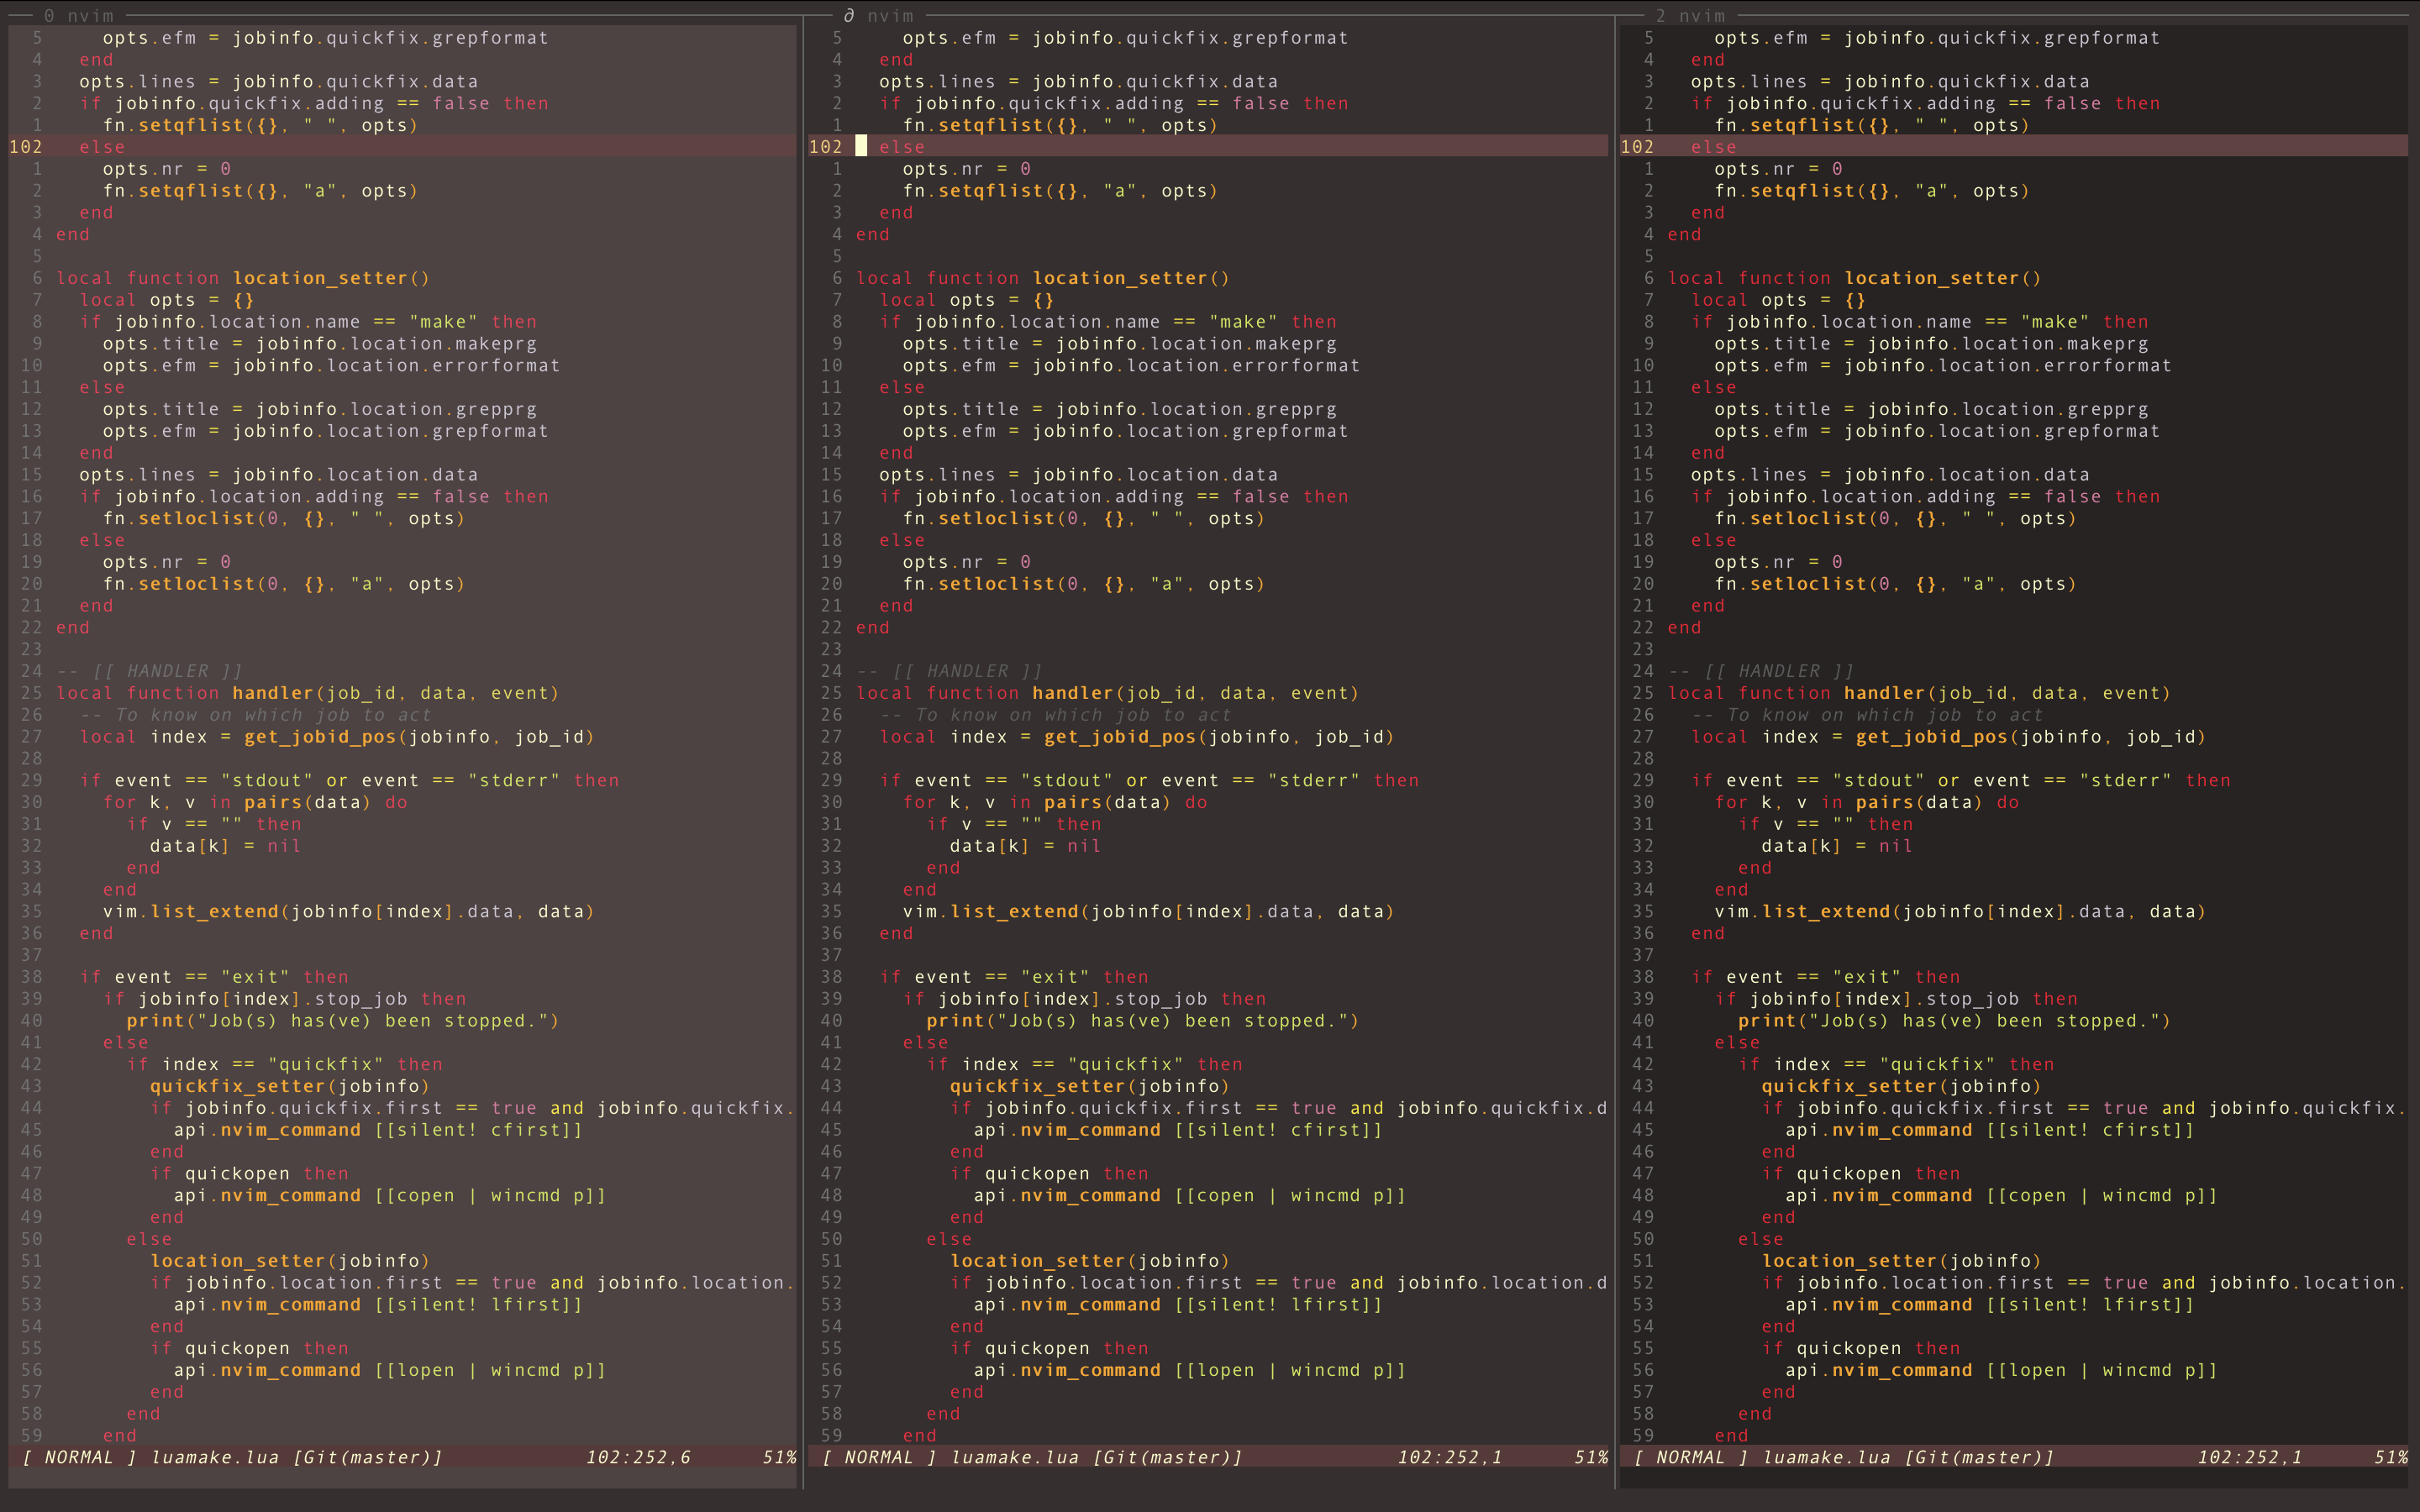 0 nvim
5 opts.efm = jobinfo.quickfix.grepformat
4 end
3 opts.lines = jobinfo.quickfix.data
2 if jobinfo.quickfix.adding == false then
1 fn.setqflist({}, " ", opts)
102 else
1 opts.nr = 0
2 fn.setqflist({}, "a", opts)
3 end
4 end
5
6 local function location_setter()
7 local opts = {}
8 if jobinfo.location.name == "make" then
9 opts.title = jobinfo.location.makeprg
10 opts.efm = jobinfo.location.errorformat
11 else
12 opts.title = jobinfo.location.grepprg
13 opts.efm = jobinfo.location.grepformat
14 end
15 opts.lines = jobinfo.location.data
16 if jobinfo.location.adding == false then
17 fn.setloclist(0, {}, " ", opts)
18 else
19 opts.nr = 0
20 fn.setloclist(0, {}, "a", opts)
21 end
22 end
23
24 -- [[ HANDLER ]]
25 local function handler(job_id, data, event)
26 -- To know on which job to act
27 local index = get_jobid_pos(jobinfo, job_id)
28
29 if event == "stdout" or event == "stderr" then
30 for k, v in pairs(data) do
31 if v == "" then
32 data[k] = nil
33 end
34 end
35 vim.list_extend(jobinfo[index].data, data)
36 end
37
38 if event == "exit" then
39 if jobinfo[index].stop_job then
40 print("Job(s) has(ve) been stopped.")
41 else
42 if index == "quickfix" then
43 quickfix_setter(jobinfo)
44 if jobinfo.quickfix.first == true and jobinfo.quickfix.
45 api.nvim_command [[silent! cfirst]]
46 end
47 if quickopen then
48 api.nvim_command [[copen | wincmd p]]
49 end
50 else
51 location_setter(jobinfo)
52 if jobinfo.location.first == true and jobinfo.location.
53 api.nvim_command [[silent! lfirst]]
54 end
55 if quickopen then
56 api.nvim_command [[lopen | wincmd p]]
57 end
58 end
59 end
[ NORMAL ] luamake.lua [Git(master)] 102:252,6 51%
∂ nvim
5 opts.efm = jobinfo.quickfix.grepformat
4 end
3 opts.lines = jobinfo.quickfix.data
2 if jobinfo.quickfix.adding == false then
1 fn.setqflist({}, " ", opts)
102 else
1 opts.nr = 0
2 fn.setqflist({}, "a", opts)
3 end
4 end
5
6 local function location_setter()
7 local opts = {}
8 if jobinfo.location.name == "make" then
9 opts.title = jobinfo.location.makeprg
10 opts.efm = jobinfo.location.errorformat
11 else
12 opts.title = jobinfo.location.grepprg
13 opts.efm = jobinfo.location.grepformat
14 end
15 opts.lines = jobinfo.location.data
16 if jobinfo.location.adding == false then
17 fn.setloclist(0, {}, " ", opts)
18 else
19 opts.nr = 0
20 fn.setloclist(0, {}, "a", opts)
21 end
22 end
23
24 -- [[ HANDLER ]]
25 local function handler(job_id, data, event)
26 -- To know on which job to act
27 local index = get_jobid_pos(jobinfo, job_id)
28
29 if event == "stdout" or event == "stderr" then
30 for k, v in pairs(data) do
31 if v == "" then
32 data[k] = nil
33 end
34 end
35 vim.list_extend(jobinfo[index].data, data)
36 end
37
38 if event == "exit" then
39 if jobinfo[index].stop_job then
40 print("Job(s) has(ve) been stopped.")
41 else
42 if index == "quickfix" then
43 quickfix_setter(jobinfo)
44 if jobinfo.quickfix.first == true and jobinfo.quickfix.d
45 api.nvim_command [[silent! cfirst]]
46 end
47 if quickopen then
48 api.nvim_command [[copen | wincmd p]]
49 end
50 else
51 location_setter(jobinfo)
52 if jobinfo.location.first == true and jobinfo.location.d
53 api.nvim_command [[silent! lfirst]]
54 end
55 if quickopen then
56 api.nvim_command [[lopen | wincmd p]]
57 end
58 end
59 end
[ NORMAL ] luamake.lua [Git(master)] 102:252,1 51%
2 nvim
5 opts.efm = jobinfo.quickfix.grepformat
4 end
3 opts.lines = jobinfo.quickfix.data
2 if jobinfo.quickfix.adding == false then
1 fn.setqflist({}, " ", opts)
102 else
1 opts.nr = 0
2 fn.setqflist({}, "a", opts)
3 end
4 end
5
6 local function location_setter()
7 local opts = {}
8 if jobinfo.location.name == "make" then
9 opts.title = jobinfo.location.makeprg
10 opts.efm = jobinfo.location.errorformat
11 else
12 opts.title = jobinfo.location.grepprg
13 opts.efm = jobinfo.location.grepformat
14 end
15 opts.lines = jobinfo.location.data
16 if jobinfo.location.adding == false then
17 fn.setloclist(0, {}, " ", opts)
18 else
19 opts.nr = 0
20 fn.setloclist(0, {}, "a", opts)
21 end
22 end
23
24 -- [[ HANDLER ]]
25 local function handler(job_id, data, event)
26 -- To know on which job to act
27 local index = get_jobid_pos(jobinfo, job_id)
28
29 if event == "stdout" or event == "stderr" then
30 for k, v in pairs(data) do
31 if v == "" then
32 data[k] = nil
33 end
34 end
35 vim.list_extend(jobinfo[index].data, data)
36 end
37
38 if event == "exit" then
39 if jobinfo[index].stop_job then
40 print("Job(s) has(ve) been stopped.")
41 else
42 if index == "quickfix" then
43 quickfix_setter(jobinfo)
44 if jobinfo.quickfix.first == true and jobinfo.quickfix.
45 api.nvim_command [[silent! cfirst]]
46 end
47 if quickopen then
48 api.nvim_command [[copen | wincmd p]]
49 end
50 else
51 location_setter(jobinfo)
52 if jobinfo.location.first == true and jobinfo.location.
53 api.nvim_command [[silent! lfirst]]
54 end
55 if quickopen then
56 api.nvim_command [[lopen | wincmd p]]
57 end
58 end
59 end
[ NORMAL ] luamake.lua [Git(master)] 102:252,1 51%